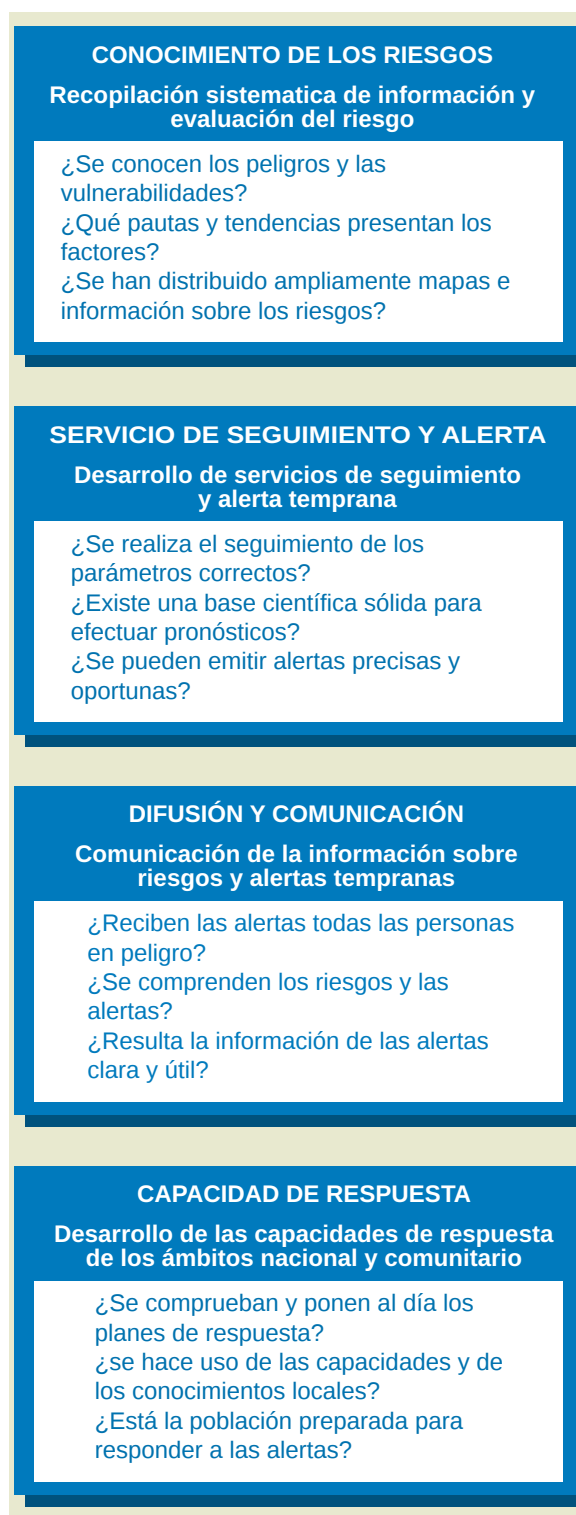 CONOCIMIENTO DE LOS RIESGOS
Recopilación sistematica de información y
evaluación del riesgo
¿Se conocen los peligros y las
vulnerabilidades?
¿Qué pautas y tendencias presentan los
factores?
¿Se han distribuido ampliamente mapas e
información sobre los riesgos?
SERVICIO DE SEGUIMIENTO Y ALERTA
Desarrollo de servicios de seguimiento
y alerta temprana
¿Se realiza el seguimiento de los
parámetros correctos?
¿Existe una base científica sólida para
efectuar pronósticos?
¿Se pueden emitir alertas precisas y
oportunas?
DIFUSIÓN Y COMUNICACIÓN
Comunicación de la información sobre
riesgos y alertas tempranas
¿Reciben las alertas todas las personas
en peligro?
¿Se comprenden los riesgos y las
alertas?
¿Resulta la información de las alertas
clara y útil?
CAPACIDAD DE RESPUESTA
Desarrollo de las capacidades de respuesta
de los ámbitos nacional y comunitario
¿Se comprueban y ponen al día los
planes de respuesta?
¿se hace uso de las capacidades y de
los conocimientos locales?
¿Está la población preparada para
responder a las alertas?